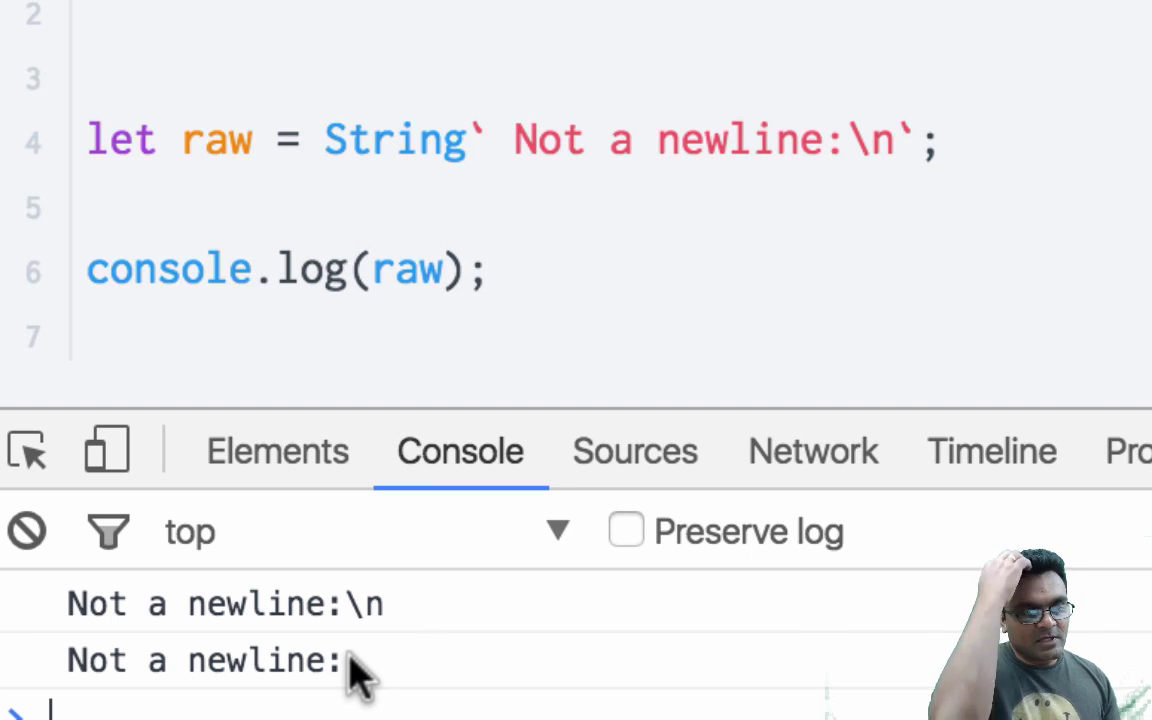 2
3
4 let raw = String` Not a newline:\n`;
5
6 console.log(raw);
7
Elements Console Sources Network Timeline
top ▼ Preserve log
Not a newline:\n
Not a newline:
>